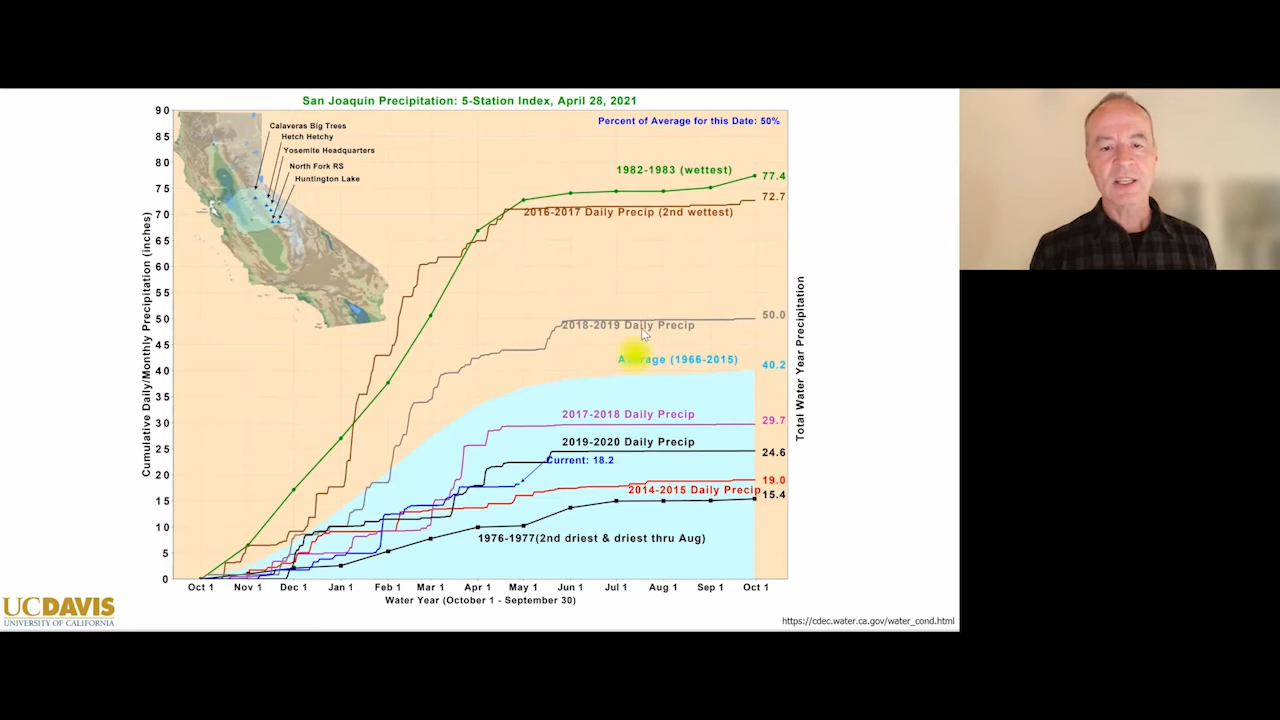 San Joaquin Precipitation: 5-Station Index, April 28, 2021
Percent of Average for this Date: 50%
Calaveras Big Trees
Hetch Hetchy
Yosemite Headquarters
North Fork RS
Huntington Lake
Cumulative Daily/Monthly Precipitation (inches)
90
85
80
75
70
65
60
55
50
45
40
35
30
25
20
15
10
5
0
1982-1983 (wettest)
77.4
72.7
2016-2017 Daily Precip (2nd wettest)
50.0
2018-2019 Daily Precip
Average (1966-2015)
40.2
2017-2018 Daily Precip
29.7
2019-2020 Daily Precip
24.6
Current: 18.2
19.0
2014-2015 Daily Precip
15.4
1976-1977(2nd driest & driest thru Aug)
Total Water Year Precipitation
Oct 1 Nov 1 Dec 1 Jan 1 Feb 1 Mar 1 Apr 1 May 1 Jun 1 Jul 1 Aug 1 Sep 1 Oct 1
Water Year (October 1 - September 30)
UCDAVIS
UNIVERSITY OF CALIFORNIA
https://cdec.water.ca.gov/water_cond.html